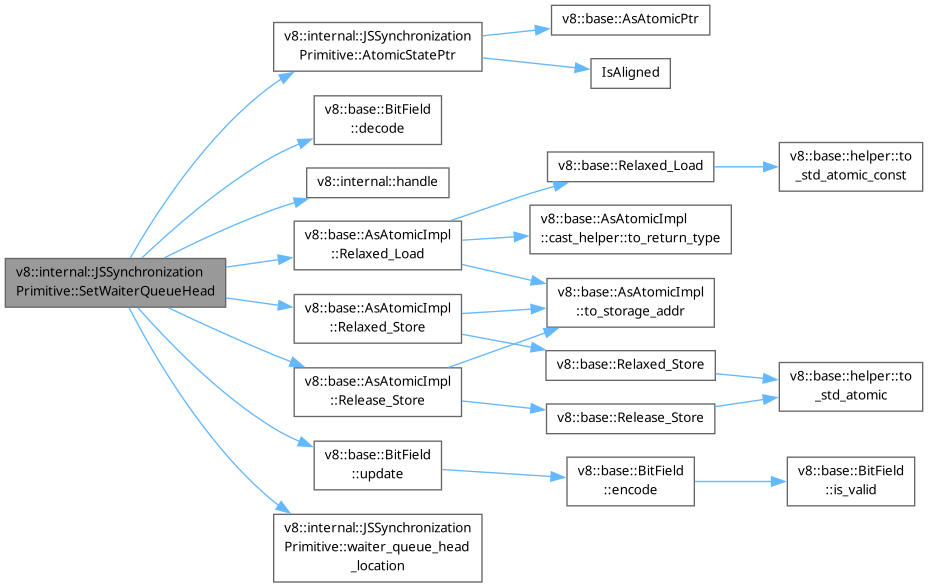 v8::internal::JSSynchronization
Primitive::SetWaiterQueueHead
v8::internal::JSSynchronization
Primitive::AtomicStatePtr
v8::base::AsAtomicPtr
IsAligned
v8::base::BitField
::decode
v8::internal::handle
v8::base::AsAtomicImpl
::Relaxed_Load
v8::base::Relaxed_Load
v8::base::helper::to
_std_atomic_const
v8::base::AsAtomicImpl
::cast_helper::to_return_type
v8::base::AsAtomicImpl
::to_storage_addr
v8::base::AsAtomicImpl
::Relaxed_Store
v8::base::Relaxed_Store
v8::base::helper::to
_std_atomic
v8::base::AsAtomicImpl
::Release_Store
v8::base::Release_Store
v8::base::BitField
::update
v8::base::BitField
::encode
v8::base::BitField
::is_valid
v8::internal::JSSynchronization
Primitive::waiter_queue_head
_location